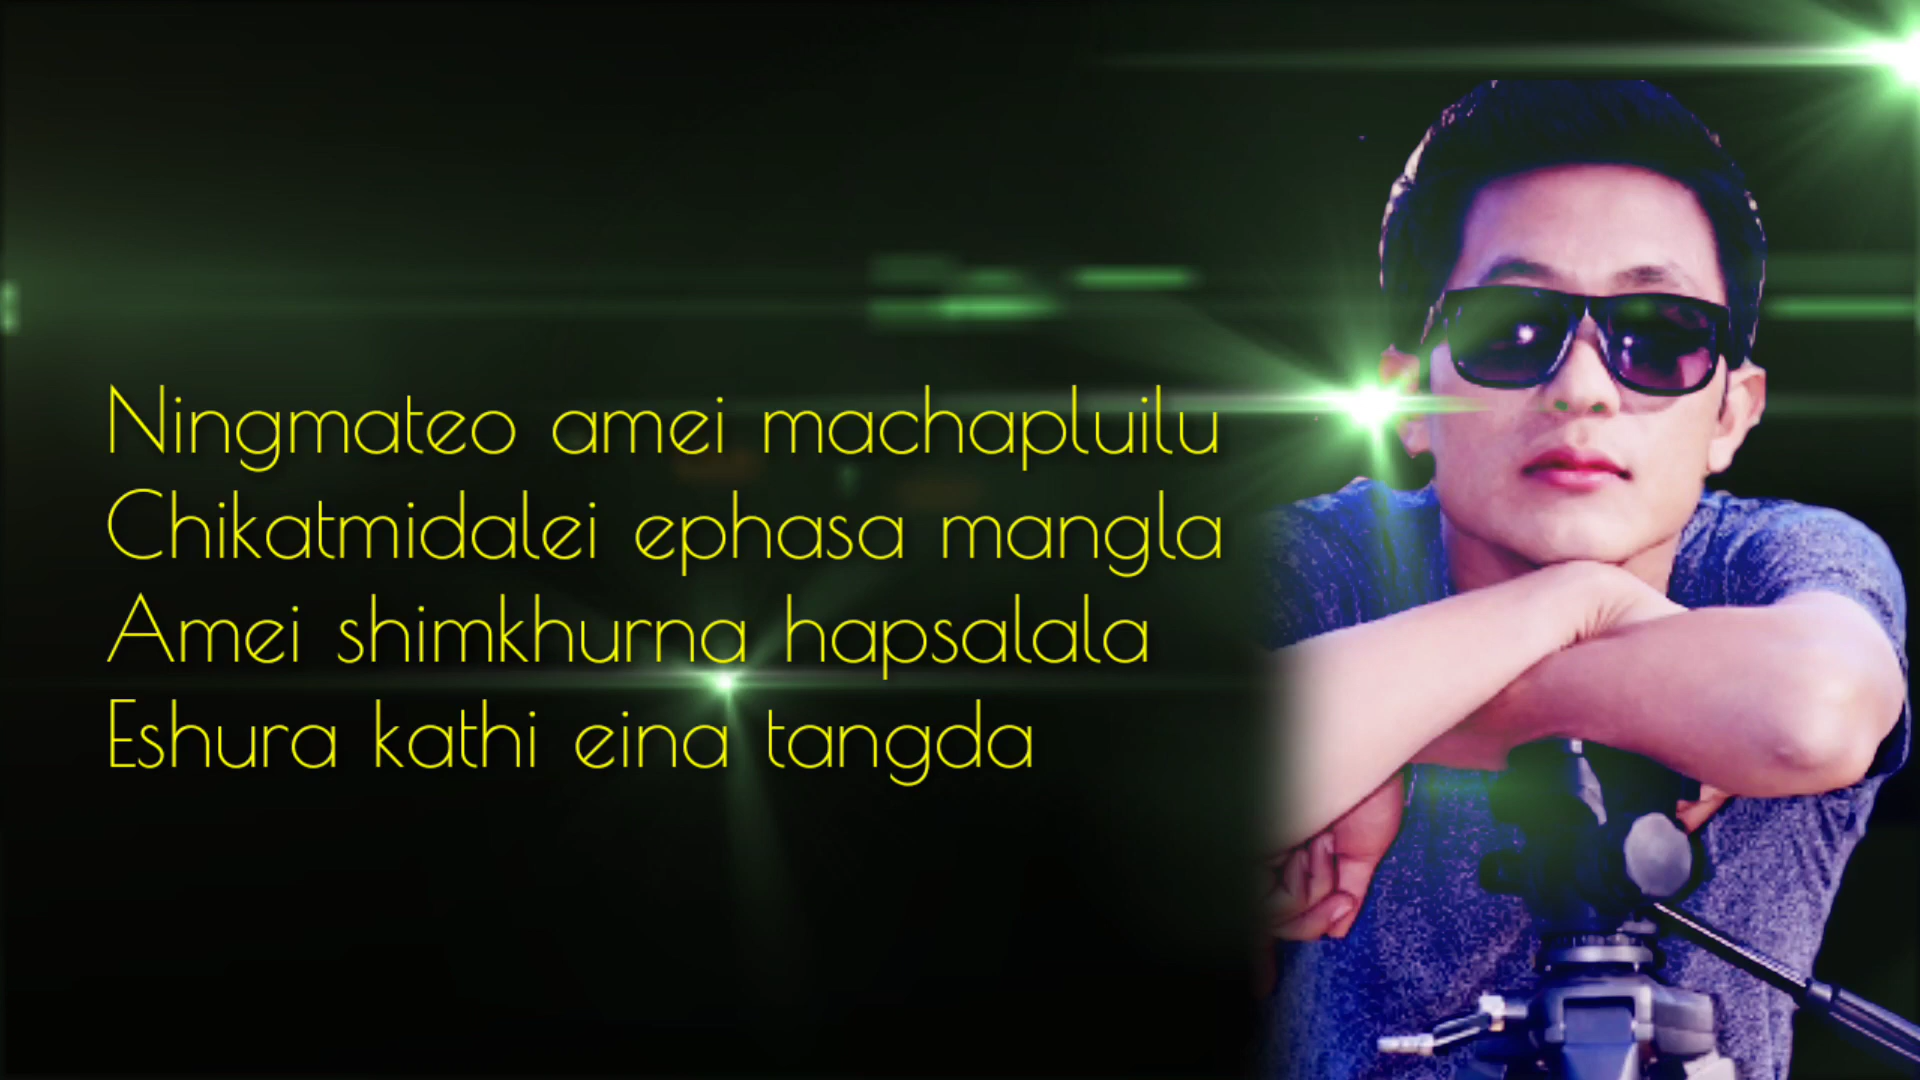 Ningmateo amei machapluilu
Chikatmidalei ephasa mangla
Amei shimkhurna hapsalala
Eshura kathi eina tangda